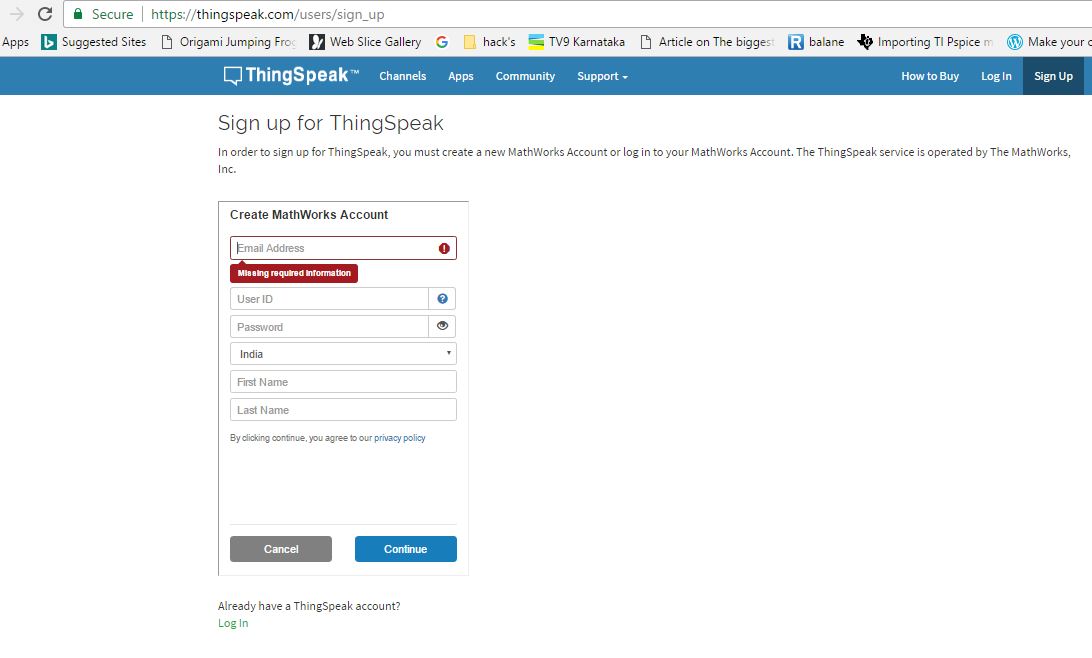 Secure https://thingspeak.com/users/sign_up
Apps Suggested Sites Origami Jumping Web Slice Gallery hack's TV9 Karnataka Article on The biggest balane Importing TI Pspice Make your
ThingSpeak™ Channels Apps Community Support How to Buy Log In Sign Up
Sign up for ThingSpeak
In order to sign up for ThingSpeak, you must create a new MathWorks Account or log in to your MathWorks Account. The ThingSpeak service is operated by The MathWorks,
Inc.
Create MathWorks Account
Email Address
Missing required information
User ID
Password
India
First Name
Last Name
By clicking continue, you agree to our privacy policy
Cancel Continue
Already have a ThingSpeak account?
Log In